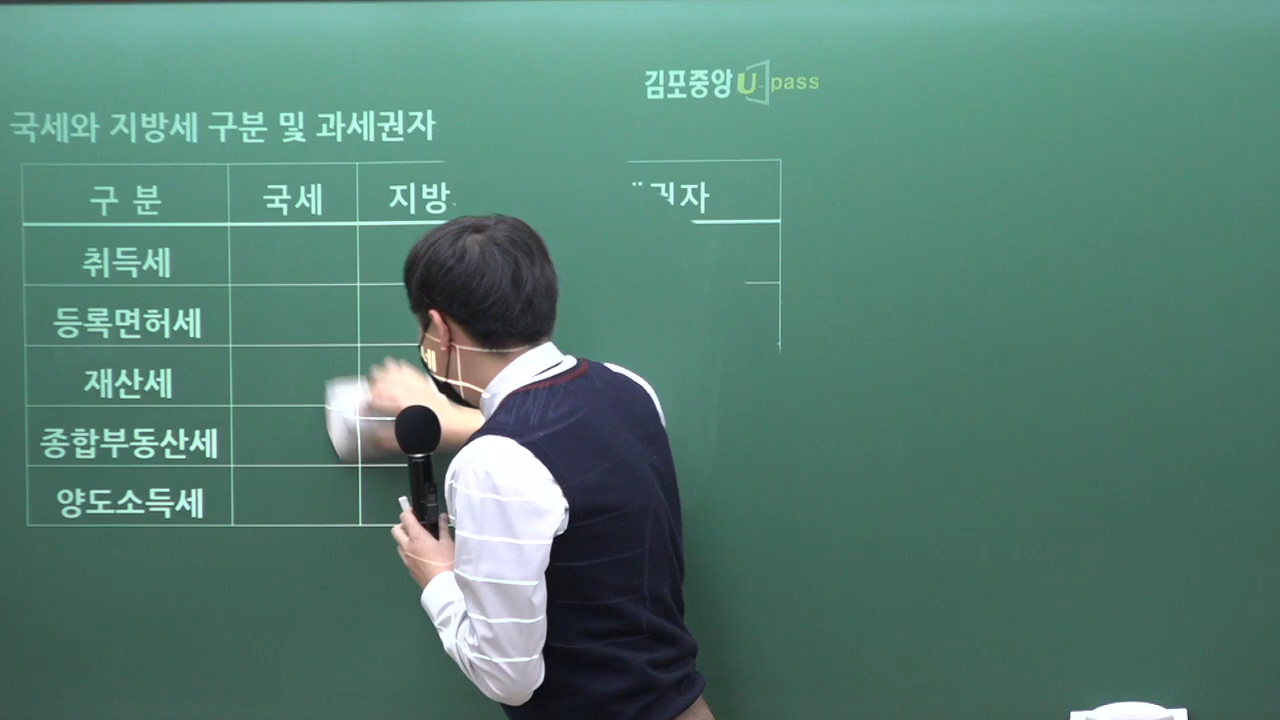 김포중앙 U pass
국세와 지방세 구분 및 과세권자
구 분 국세 지방 권자
취득세
등록면허세
재산세
종합부동산세
양도소득세